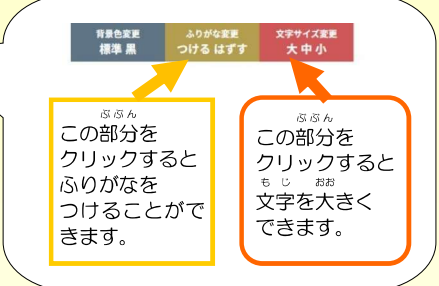 背景色変更
標準 黒
ふりがな変更
つける はずす
文字サイズ変更
大 中 小
ぶぶん
この部分を
クリックすると
ふりがなを
つけることがで
きます。
ぶぶん
この部分を
クリックすると
もじ おお
文字を大きく
できます。